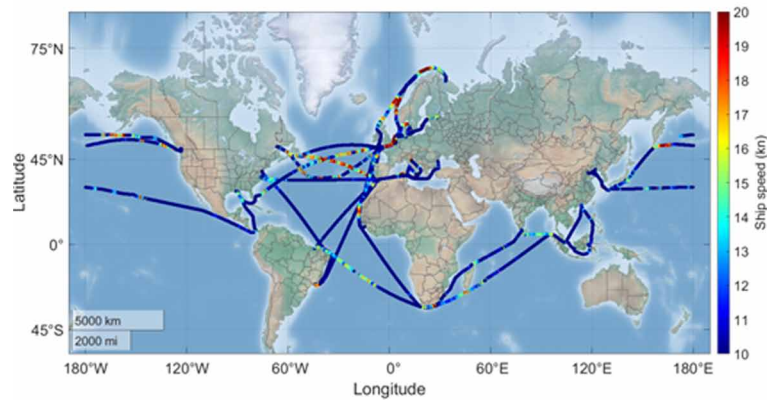 75°N
45°N
0°
45°S
Latitude
5000 km
2000 mi
180°W
120°W
60°W
0°
60°E
120°E
180°E
Longitude
20
19
18
17
16
15
14
13
12
11
10
Ship speed (kn)